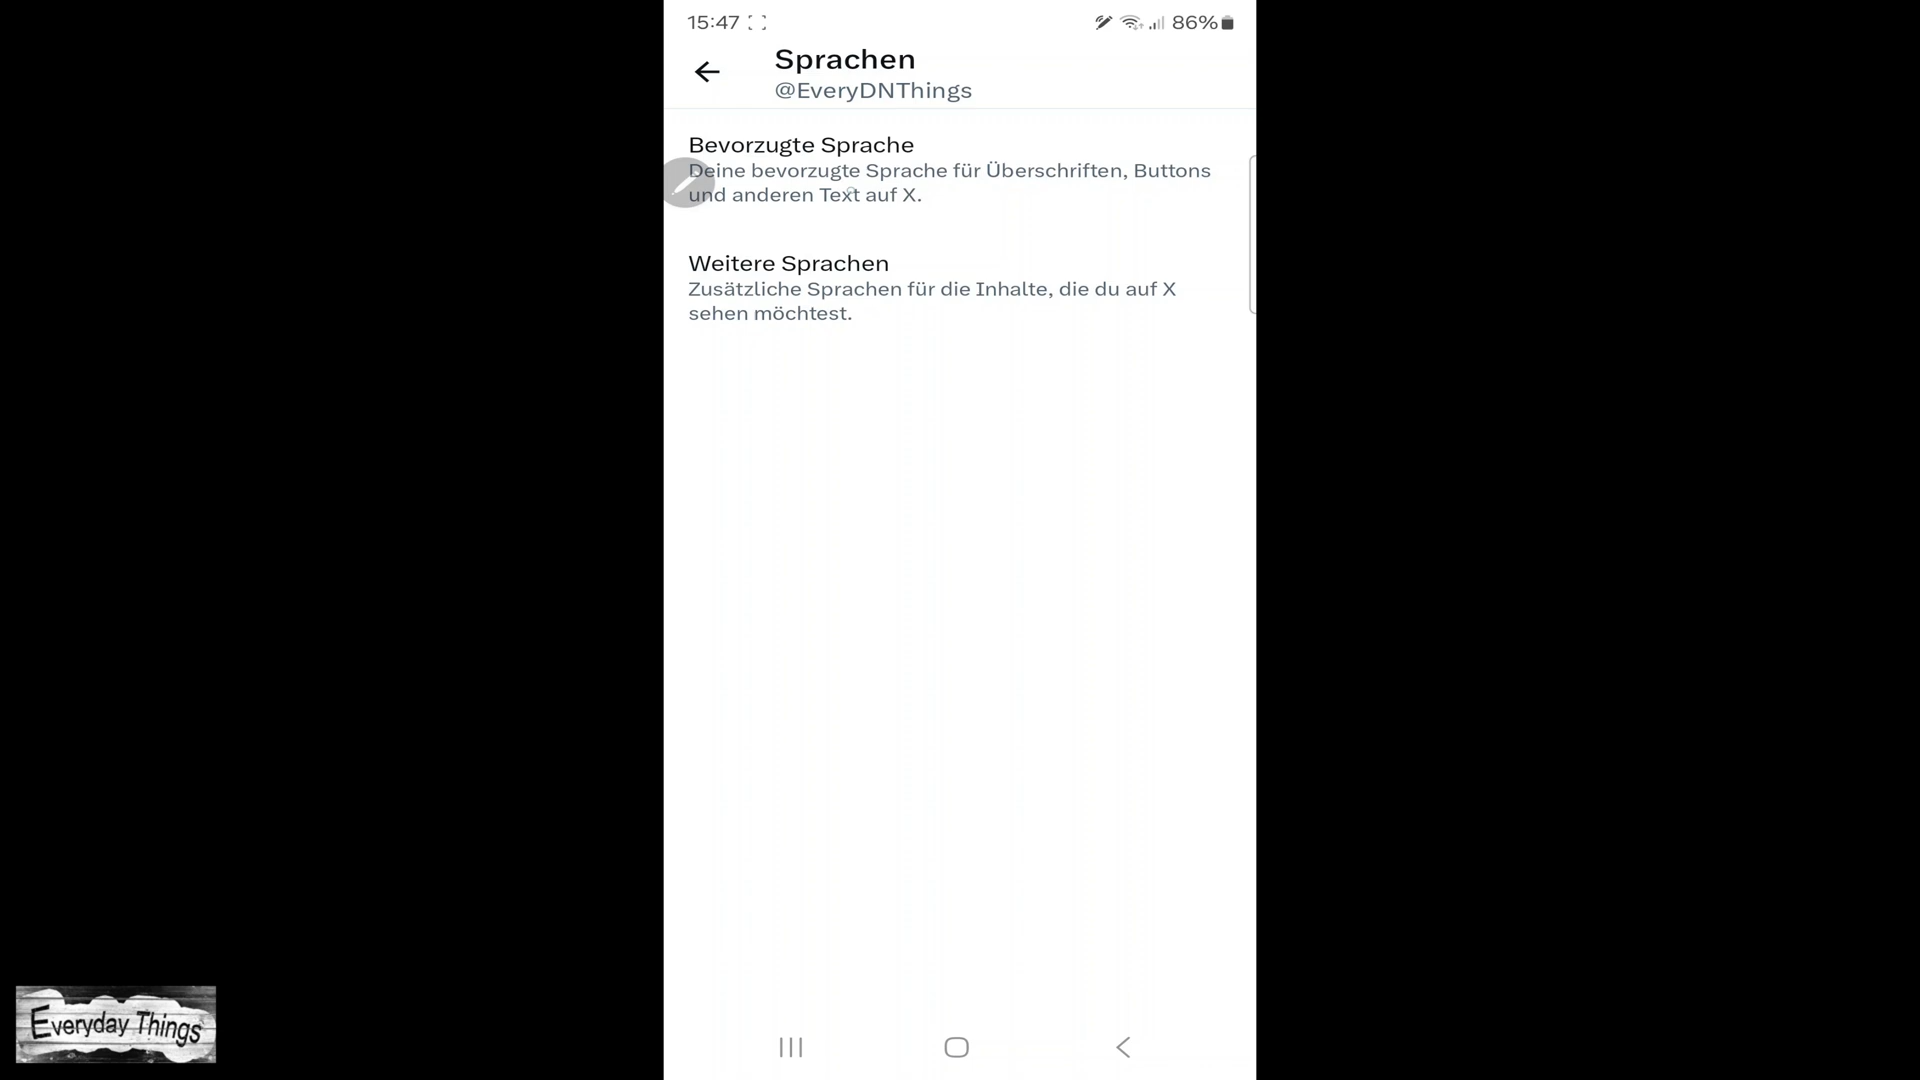 15:47
86%
Sprachen
@EveryDNThings
Bevorzugte Sprache
Deine bevorzugte Sprache für Überschriften, Buttons
und anderen Text auf X.
Weitere Sprachen
Zusätzliche Sprachen für die Inhalte, die du auf X
sehen möchtest.
Everyday Things